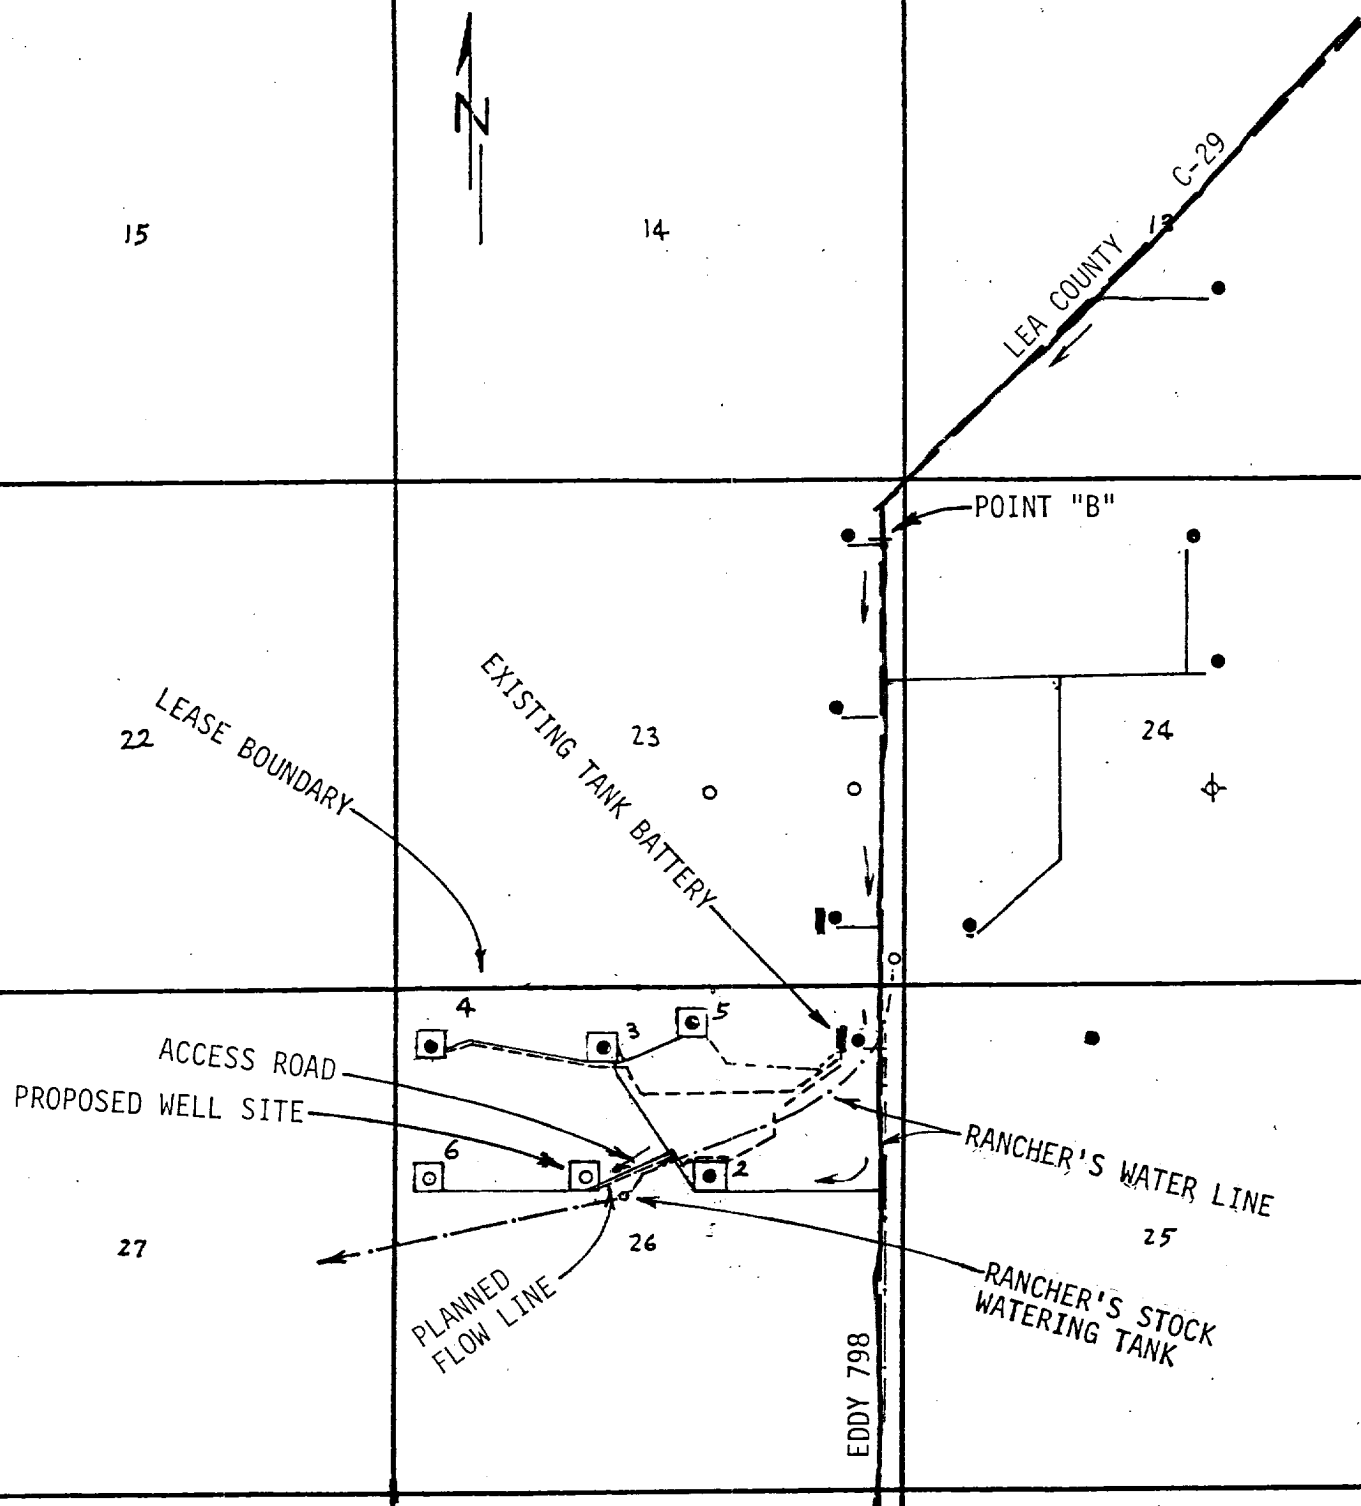 N
15
14
13
LEA COUNTY C-29
POINT "B"
22
LEASE BOUNDARY
EXISTING TANK BATTERY
23
24
4
3
5
ACCESS ROAD
PROPOSED WELL SITE
6
2
RANCHER'S WATER LINE
27
26
25
PLANNED
FLOW LINE
RANCHER'S STOCK
WATERING TANK
EDDY 798